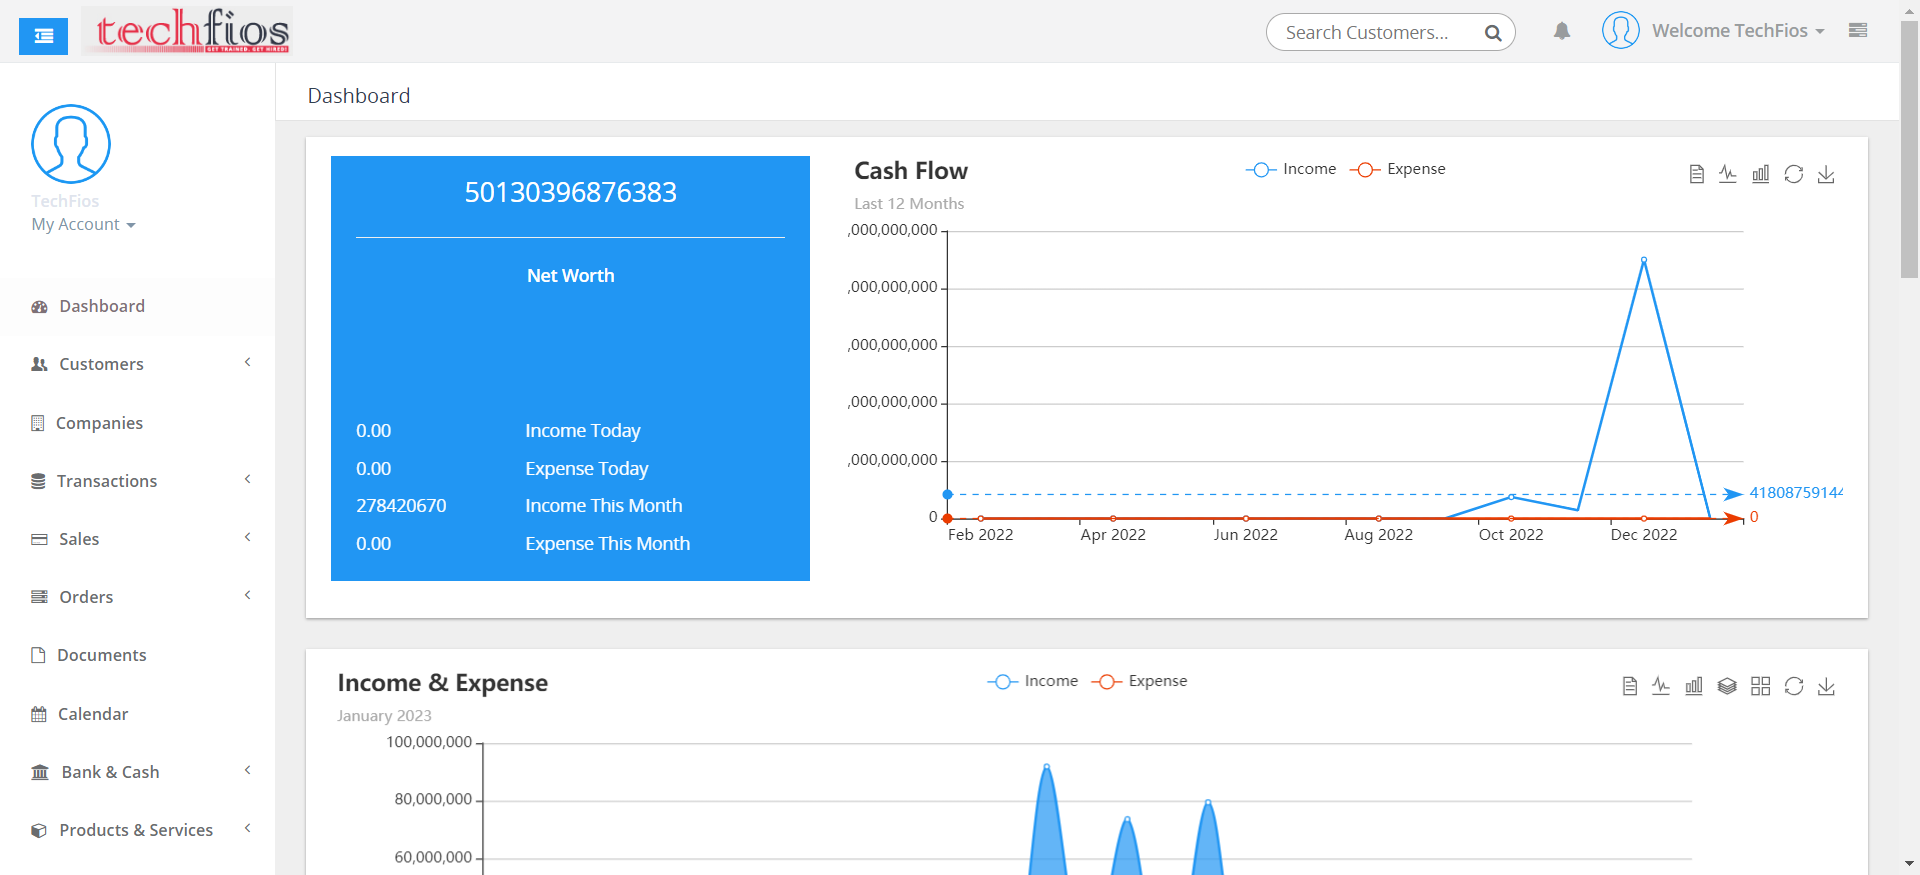 techfios
GET TRAINED. GET HIRED!
Search Customers...
Welcome TechFios
TechFios
My Account
Dashboard
Customers
Companies
Transactions
Sales
Orders
Documents
Calendar
Bank & Cash
Products & Services
Dashboard
50130396876383
Net Worth
0.00 Income Today
0.00 Expense Today
278420670 Income This Month
0.00 Expense This Month
Cash Flow
Last 12 Months
Income Expense
,000,000,000
,000,000,000
,000,000,000
,000,000,000
,000,000,000
4180875914
0 0
Feb 2022 Apr 2022 Jun 2022 Aug 2022 Oct 2022 Dec 2022
Income & Expense
January 2023
Income Expense
100,000,000
80,000,000
60,000,000